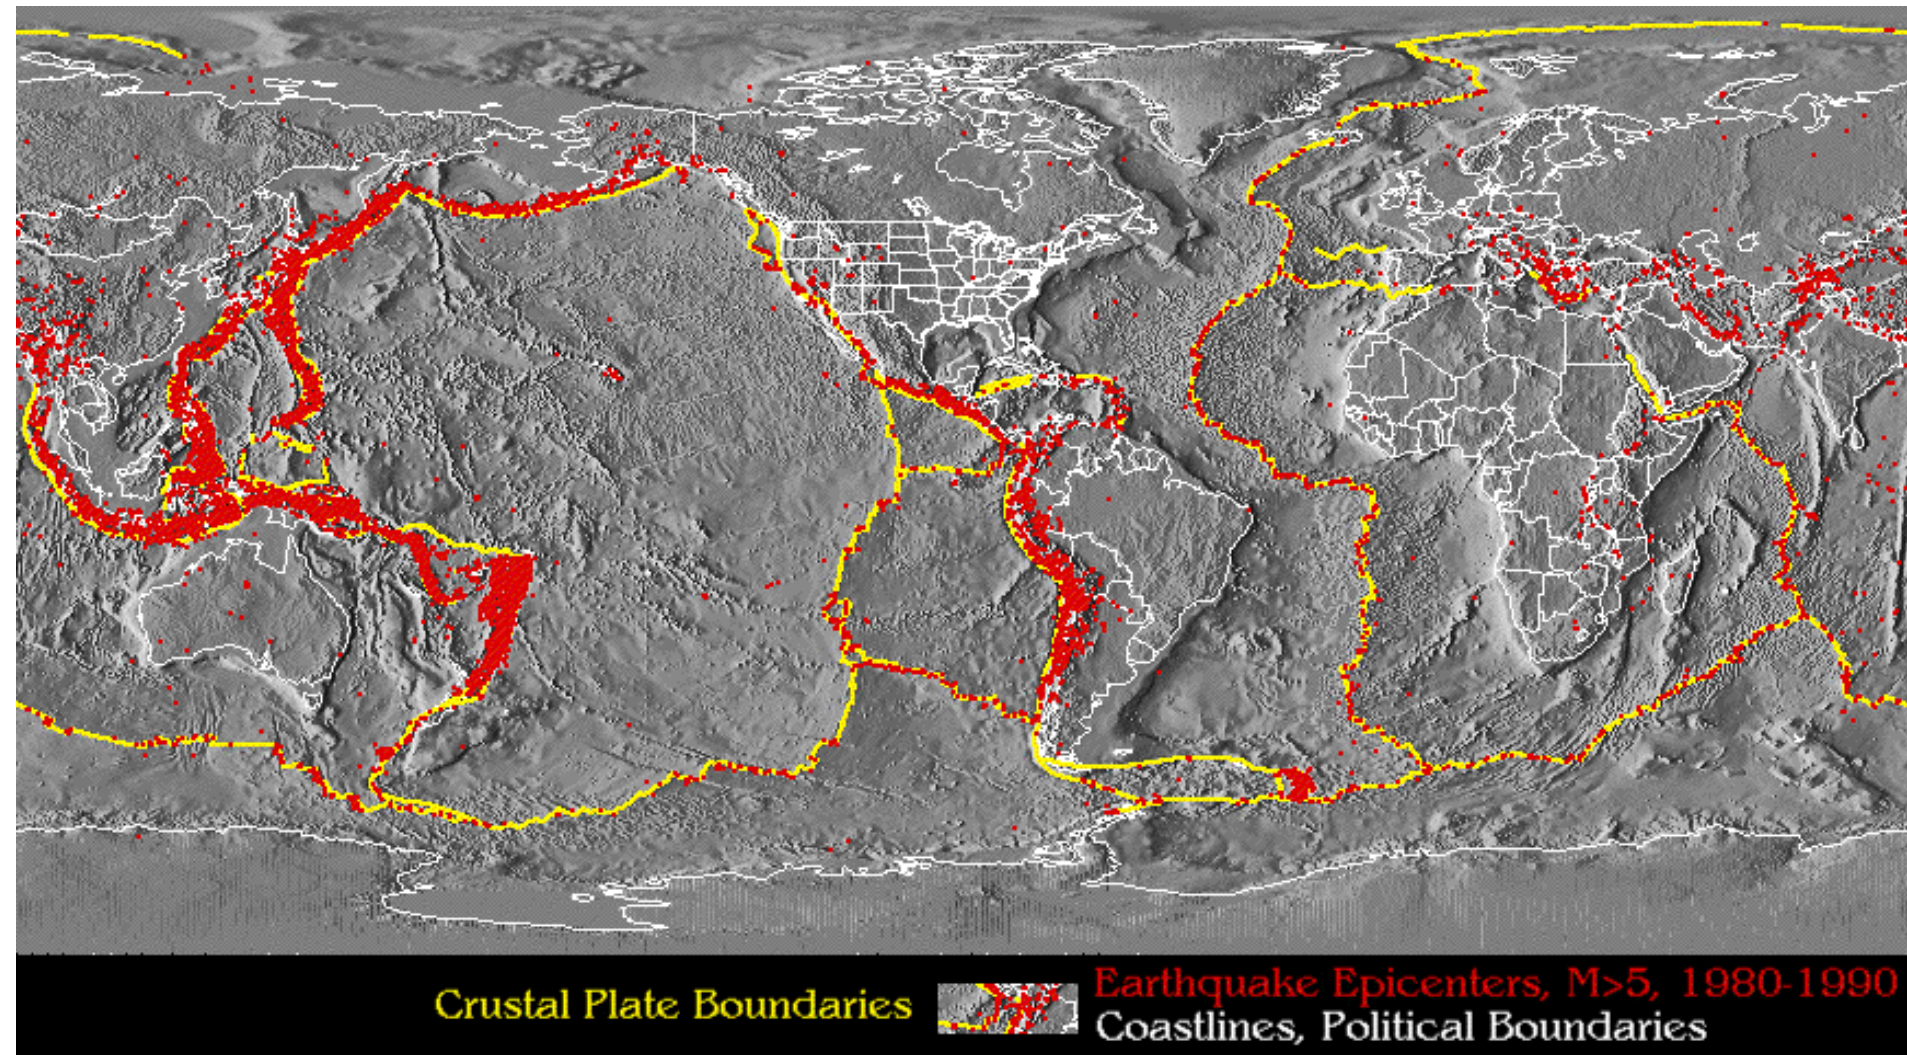 Crustal Plate Boundaries
Earthquake Epicenters, M>5, 1980-1990
Coastlines, Political Boundaries